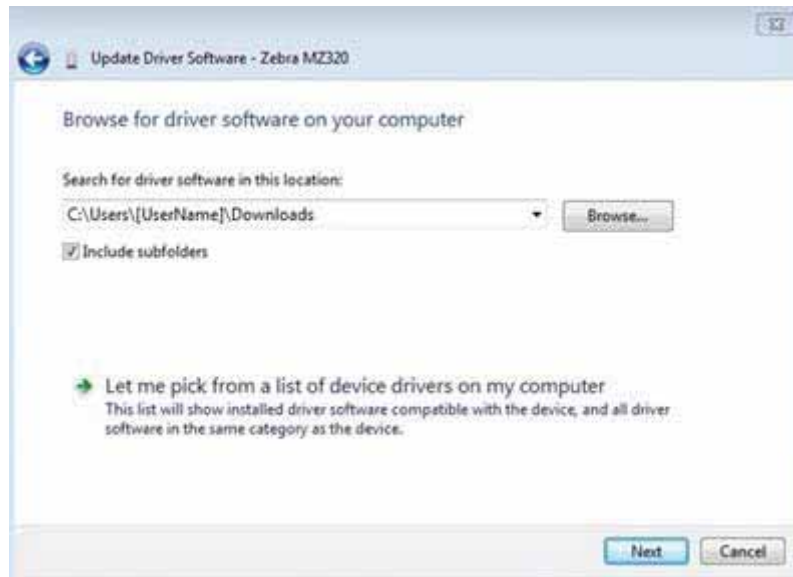 Update Driver Software - Zebra MZ320
Browse for driver software on your computer
Search for driver software in this location:
C:\Users\[UserName]\Downloads
Browse...
Include subfolders
Let me pick from a list of device drivers on my computer
This list will show installed driver software compatible with the device, and all driver
software in the same category as the device.
Next
Cancel